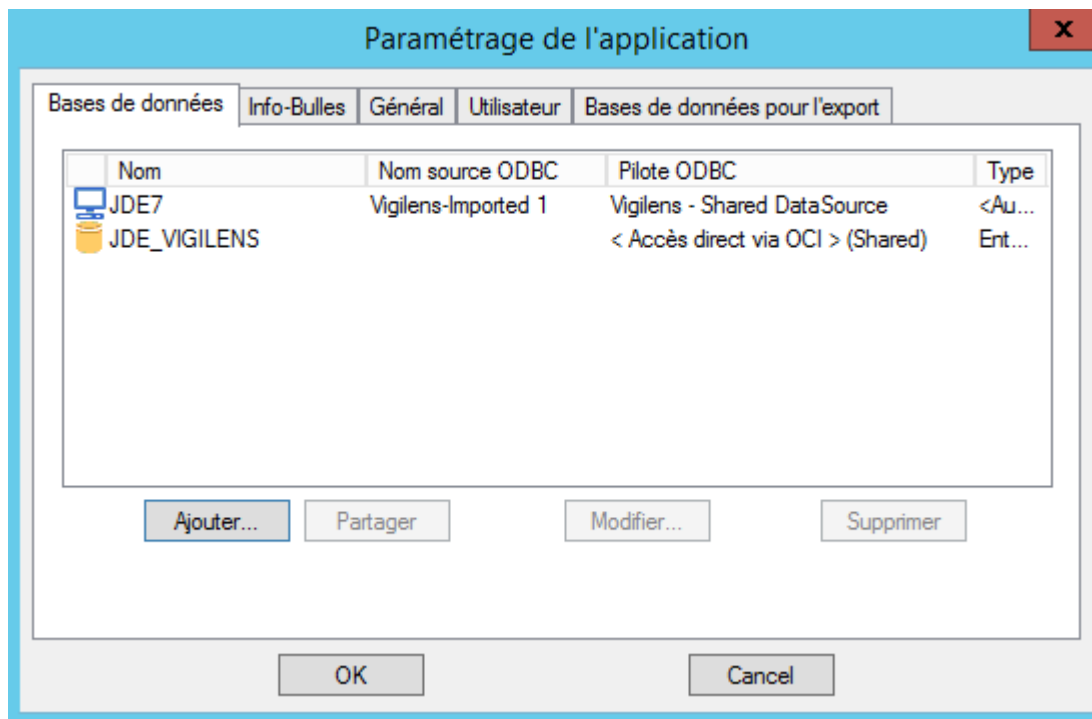 Paramétrage de l'application
x
Bases de données Info-Bulles Général Utilisateur Bases de données pour l'export
Nom Nom source ODBC Pilote ODBC Type
JDE7 Vigilens-Imported 1 Vigilens - Shared DataSource <Au...
JDE_VIGILENS < Accès direct via OCI > (Shared) Ent...
Ajouter... Partager Modifier... Supprimer
OK Cancel